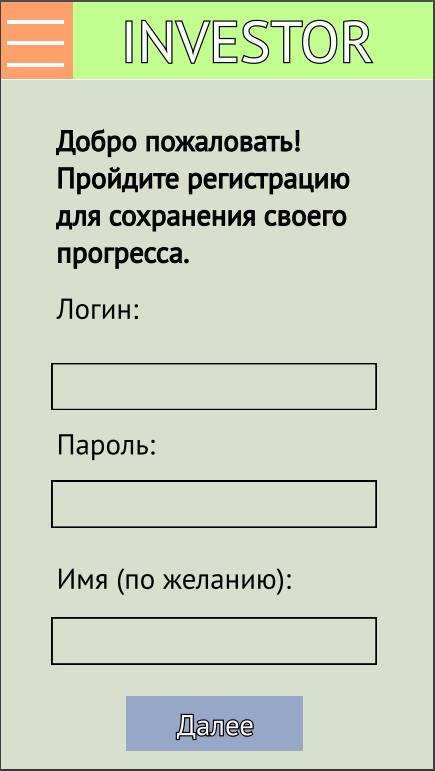 INVESTOR
Добро пожаловать!
Пройдите регистрацию
для сохранения своего
прогресса.
Логин:
Пароль:
Имя (по желанию):
Далее